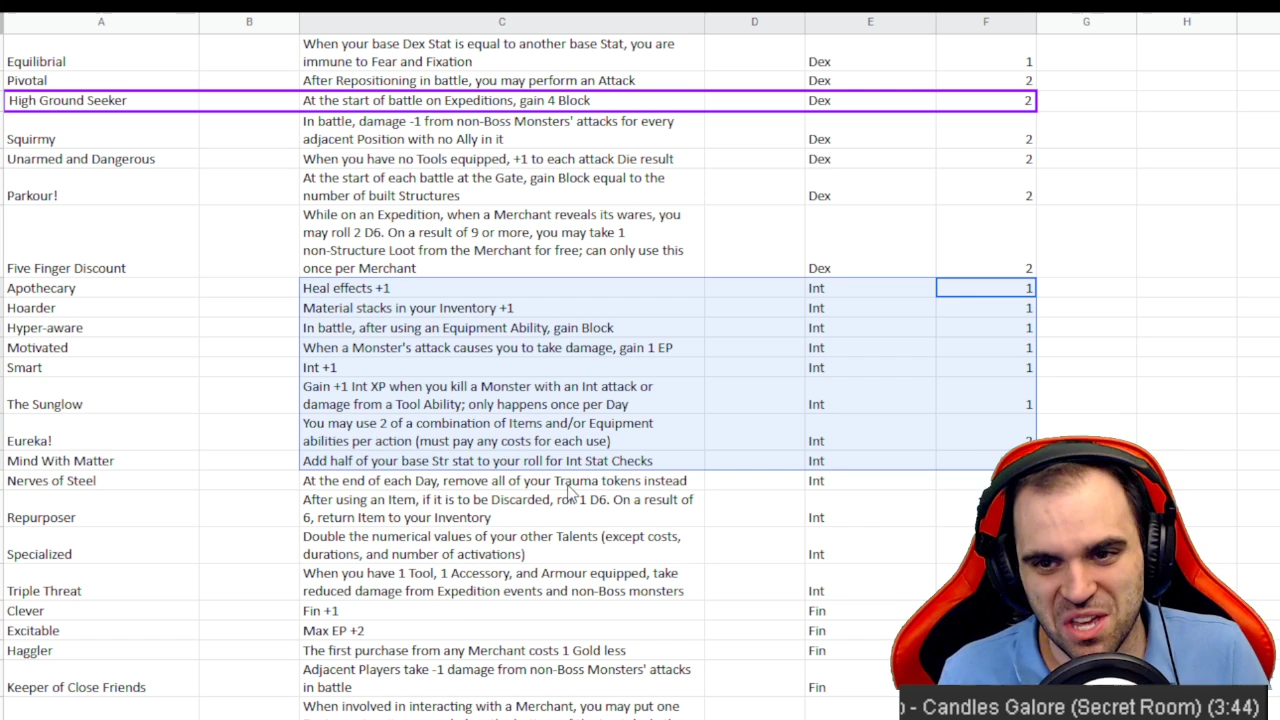 A B C D E F G H
When your base Dex Stat is equal to another base Stat, you are
Equilibrial immune to Fear and Fixation Dex 1
Pivotal After Repositioning in battle, you may perform an Attack Dex 2
High Ground Seeker At the start of battle on Expeditions, gain 4 Block Dex 2
In battle, damage -1 from non-Boss Monsters' attacks for every
Squirmy adjacent Position with no Ally in it Dex 2
Unarmed and Dangerous When you have no Tools equipped, +1 to each attack Die result Dex 2
At the start of each battle at the Gate, gain Block equal to the
Parkour! number of built Structures Dex 2
While on an Expedition, when a Merchant reveals its wares, you
may roll 2 D6. On a result of 9 or more, you may take 1
non-Structure Loot from the Merchant for free; can only use this
Five Finger Discount once per Merchant Dex 2
Apothecary Heal effects +1 Int 1
Hoarder Material stacks in your Inventory +1 Int 1
Hyper-aware In battle, after using an Equipment Ability, gain Block Int 1
Motivated When a Monster's attack causes you to take damage, gain 1 EP Int 1
Smart Int +1 Int 1
Gain +1 Int XP when you kill a Monster with an Int attack or
The Sunglow damage from a Tool Ability; only happens once per Day Int 1
You may use 2 of a combination of Items and/or Equipment
Eureka! abilities per action (must pay any costs for each use) Int
Mind With Matter Add half of your base Str stat to your roll for Int Stat Checks Int
Nerves of Steel At the end of each Day, remove all of your Trauma tokens instead Int
After using an Item, if it is to be Discarded, roll 1 D6. On a result of
Repurposer 6, return Item to your Inventory Int
Double the numerical values of your other Talents (except costs,
Specialized durations, and number of activations) Int
When you have 1 Tool, 1 Accessory, and Armour equipped, take
Triple Threat reduced damage from Expedition events and non-Boss monsters Int
Clever Fin +1 Fin
Excitable Max EP +2 Fin
Haggler The first purchase from any Merchant costs 1 Gold less Fin
Adjacent Players take -1 damage from non-Boss Monsters' attacks
Keeper of Close Friends in battle Fin
When involved in interacting with a Merchant, you may put one
- Candles Galore (Secret Room) (3:44)